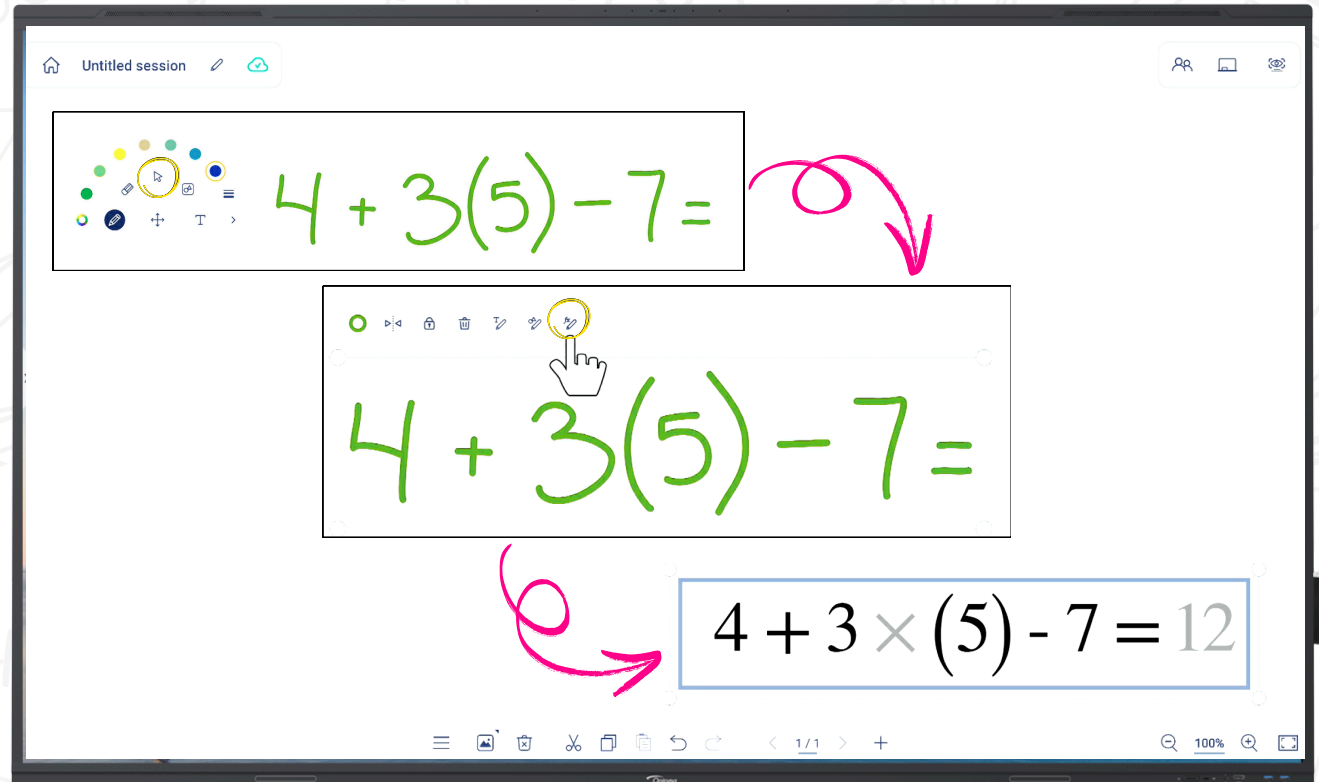 Untitled session
4 + 3(5) - 7 =
T
4 + 3(5) - 7 =
4 + 3 × (5) - 7 = 12
1 / 1
100%